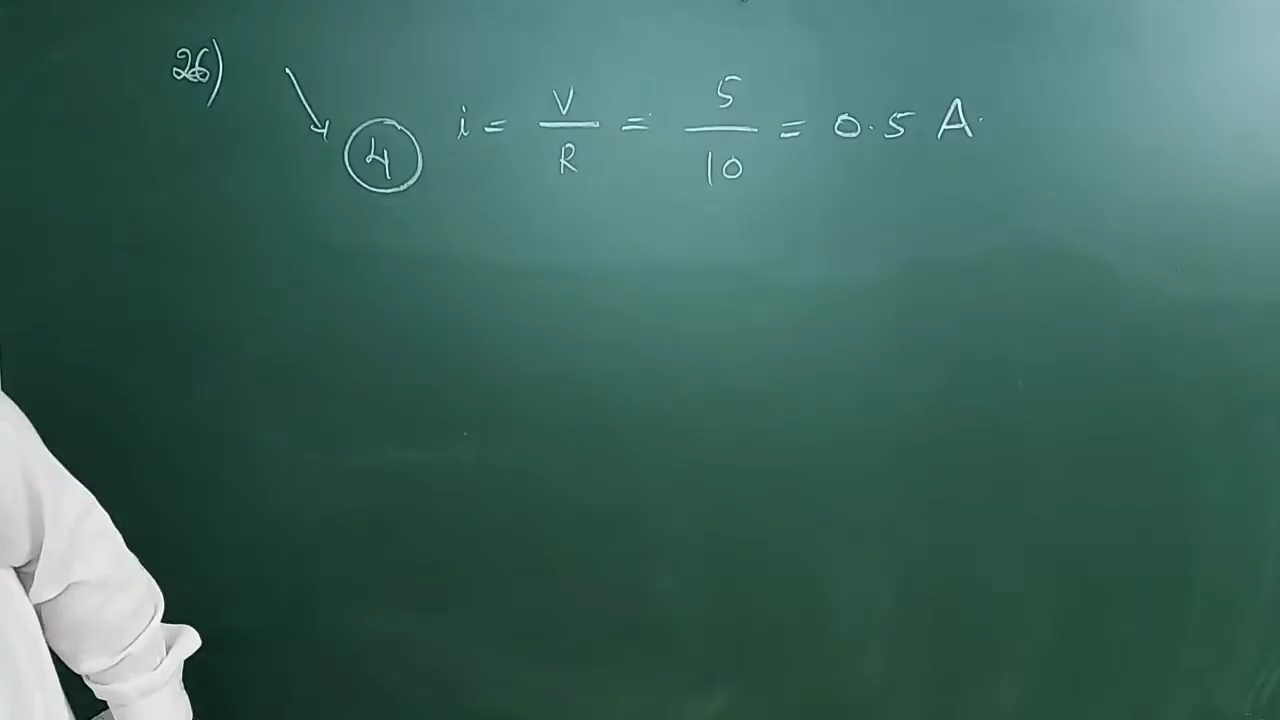 26)
4 i = V/R = 5/10 = 0.5 A.